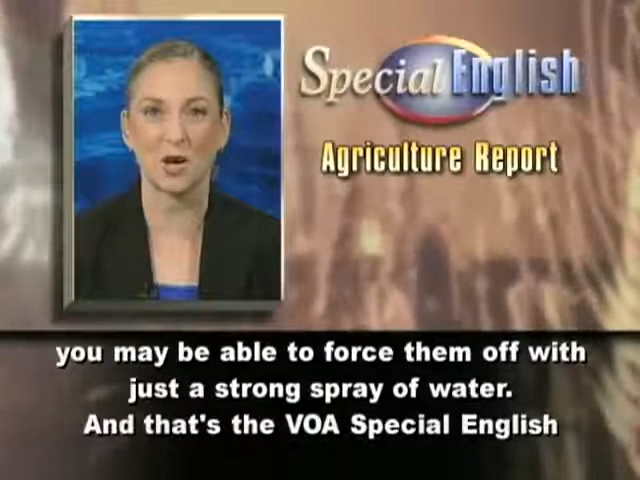 Special English
Agriculture Report
you may be able to force them off with
just a strong spray of water.
And that's the VOA Special English